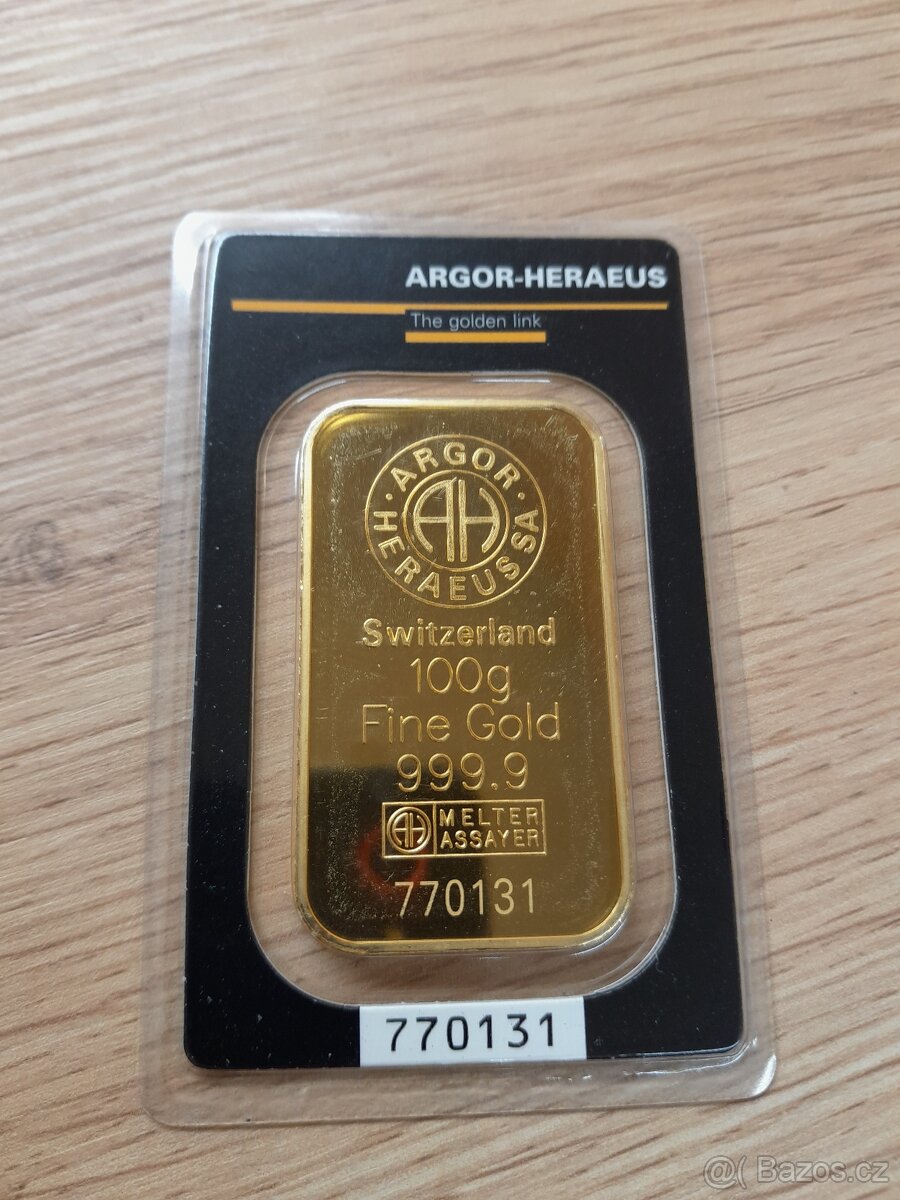 ARGOR-HERAEUS
The golden link
· ARGOR ·
HERAEUS SA
AH
Switzerland
100g
Fine Gold
999.9
AH MELTER
ASSAYER
770131
770131
@( Bazos.cz